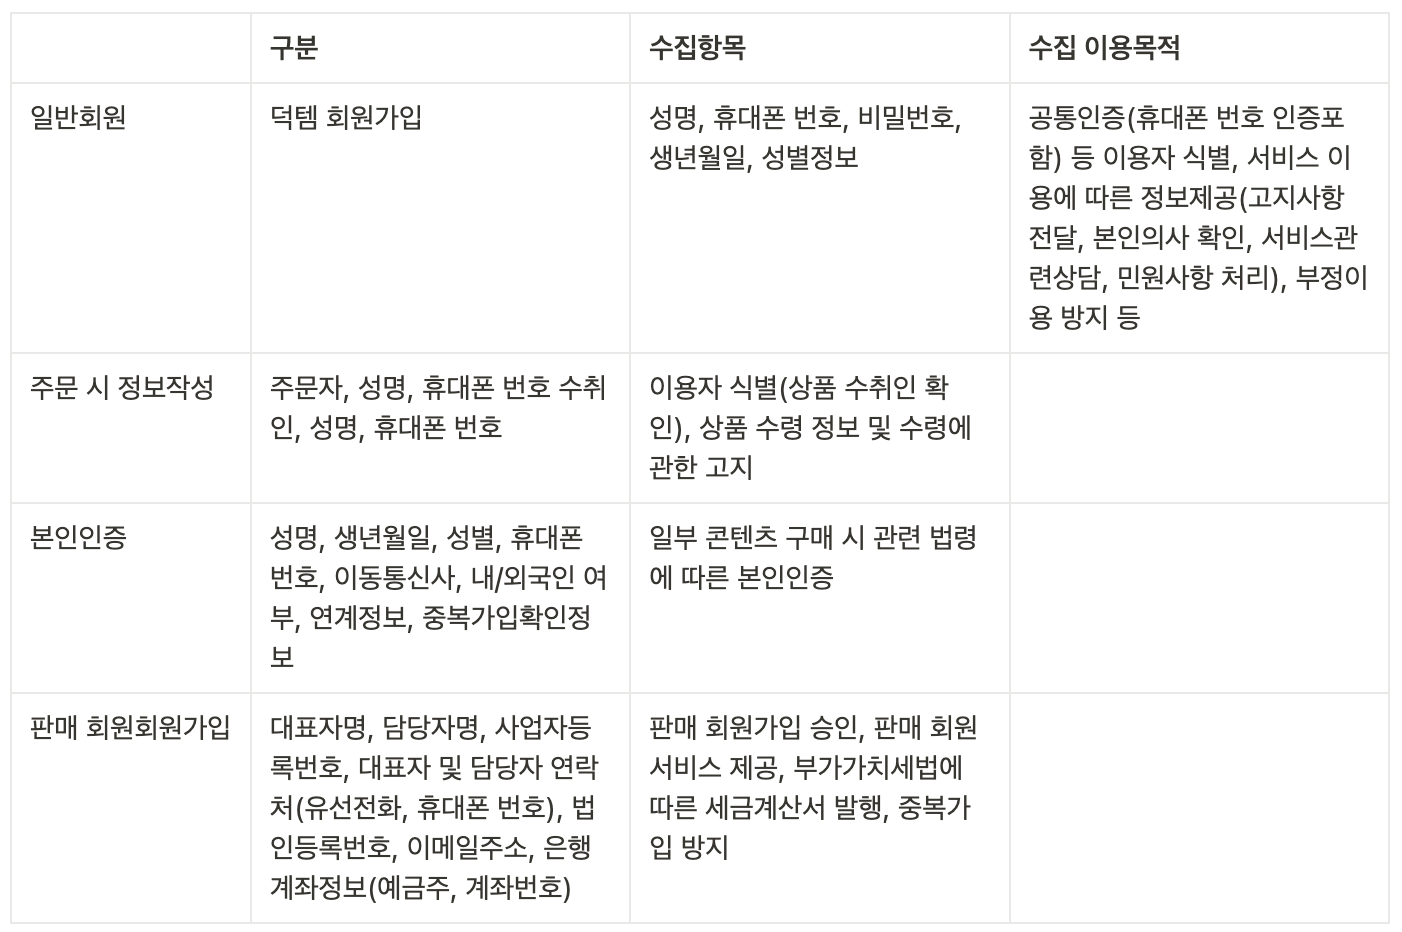 구분
수집항목
수집 이용목적
일반회원
덕템 회원가입
성명, 휴대폰 번호, 비밀번호,
생년월일, 성별정보
공통인증(휴대폰 번호 인증포
함) 등 이용자 식별, 서비스 이
용에 따른 정보제공(고지사항
전달, 본인의사 확인, 서비스관
련상담, 민원사항 처리), 부정이
용 방지 등
주문 시 정보작성
주문자, 성명, 휴대폰 번호 수취
인, 성명, 휴대폰 번호
이용자 식별(상품 수취인 확
인), 상품 수령 정보 및 수령에
관한 고지
본인인증
성명, 생년월일, 성별, 휴대폰
번호, 이동통신사, 내/외국인 여
부, 연계정보, 중복가입확인정
보
일부 콘텐츠 구매 시 관련 법령
에 따른 본인인증
판매 회원회원가입
대표자명, 담당자명, 사업자등
록번호, 대표자 및 담당자 연락
처(유선전화, 휴대폰 번호), 법
인등록번호, 이메일주소, 은행
계좌정보(예금주, 계좌번호)
판매 회원가입 승인, 판매 회원
서비스 제공, 부가가치세법에
따른 세금계산서 발행, 중복가
입 방지